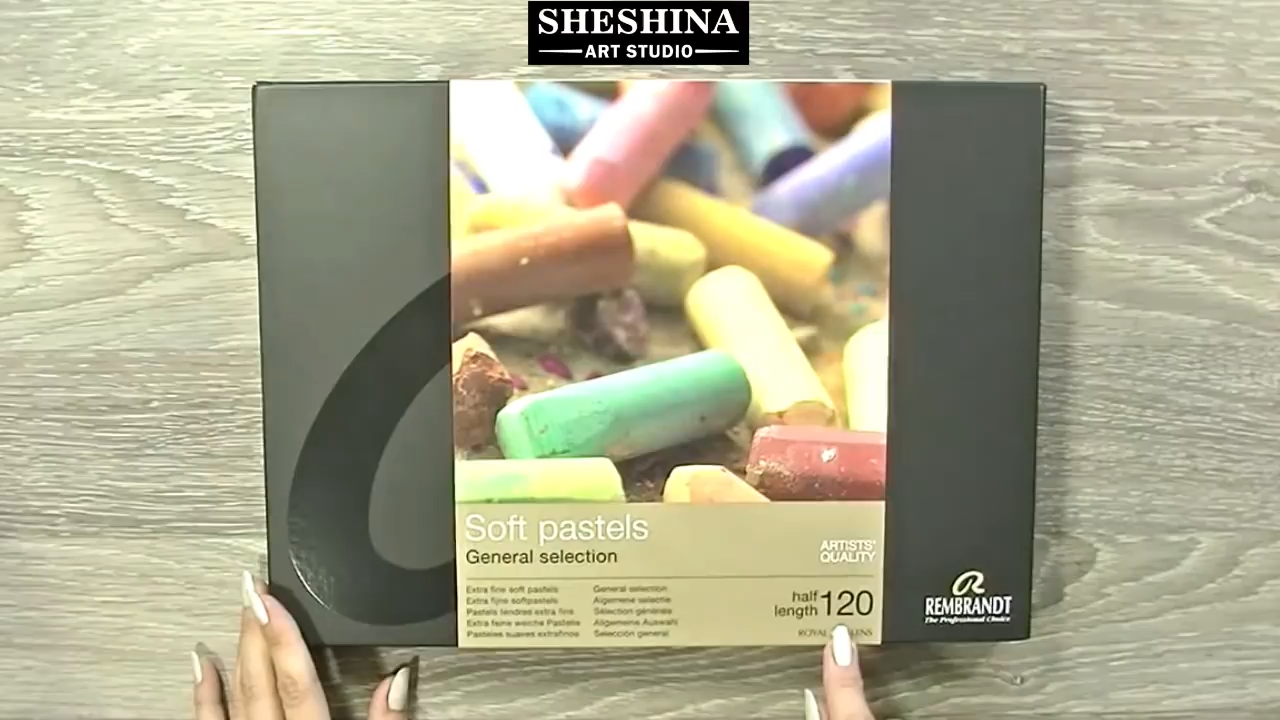 SHESHINA
ART STUDIO
Soft pastels
General selection
ARTISTS'
QUALITY
Extra fine soft pastels General selection
Extra fijne softpastels Algemene selectie
Pastels tendres extra fins Sélection générale
Extra feine weiche Pastelle Allgemeine Auswahl
Pasteles suaves extrafinos Selección general
half
length 120
ROYAL
REMBRANDT
The Professional Choice